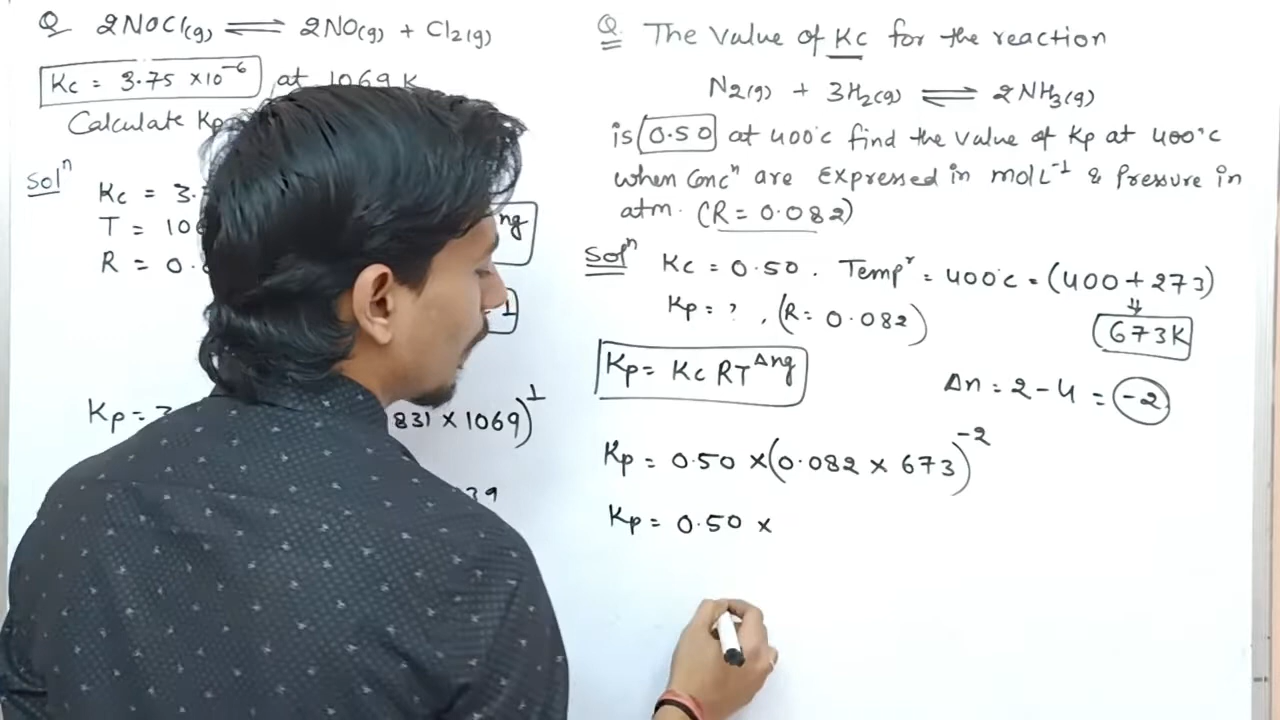 Q 2NOCl(g) ⇌ 2NO(g) + Cl2(g)
Kc = 3.75 × 10⁻⁶ at 1069 K
Calculate Kp
Solⁿ
Kc = 3.
T = 10
R = 0.
ng
1
Kp = 3
831 × 1069)¹
39
Q The Value of Kc for the reaction
N2(g) + 3H2(g) ⇌ 2NH3(g)
is 0.50 at 400°c find the value of Kp at 400°c
when Concⁿ are Expressed in mol L⁻¹ & Pressure in
atm. (R = 0.082)
Solⁿ Kc = 0.50 . Tempʳ = 400°c = (400 + 273)
⇓
Kp = ? , (R = 0.082) 673K
Kp = Kc RT^Δng
Δn = 2 - 4 = -2
Kp = 0.50 × (0.082 × 673)⁻²
Kp = 0.50 ×